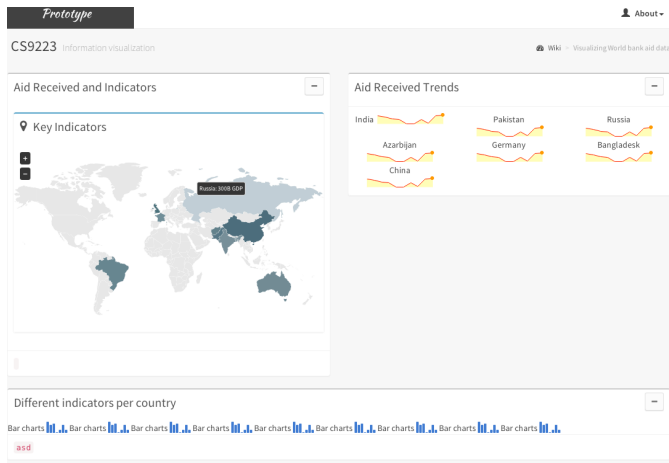 Prototype
About
CS9223 Information visualization
Wiki > Visualizing World bank aid data
Aid Received and Indicators
Key Indicators
+
−
Russia: 300B GDP
Aid Received Trends
India
Pakistan
Russia
Azarbijan
Germany
Bangladesk
China
Different indicators per country
Bar charts Bar charts Bar charts Bar charts Bar charts Bar charts Bar charts Bar charts Bar charts
asd